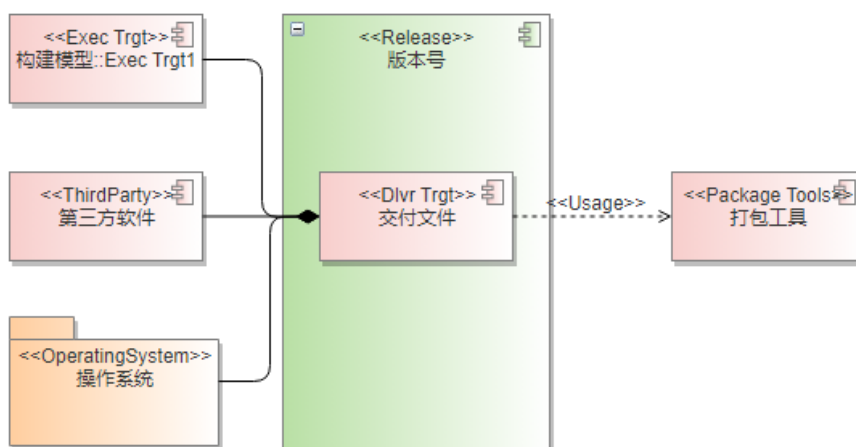 <<Exec Trgt>>
构建模型::Exec Trgt1
<<Release>>
版本号
<<ThirdParty>>
第三方软件
<<Dlvr Trgt>>
交付文件
<<Usage>>
<<Package Tools>>
打包工具
<<OperatingSystem>>
操作系统